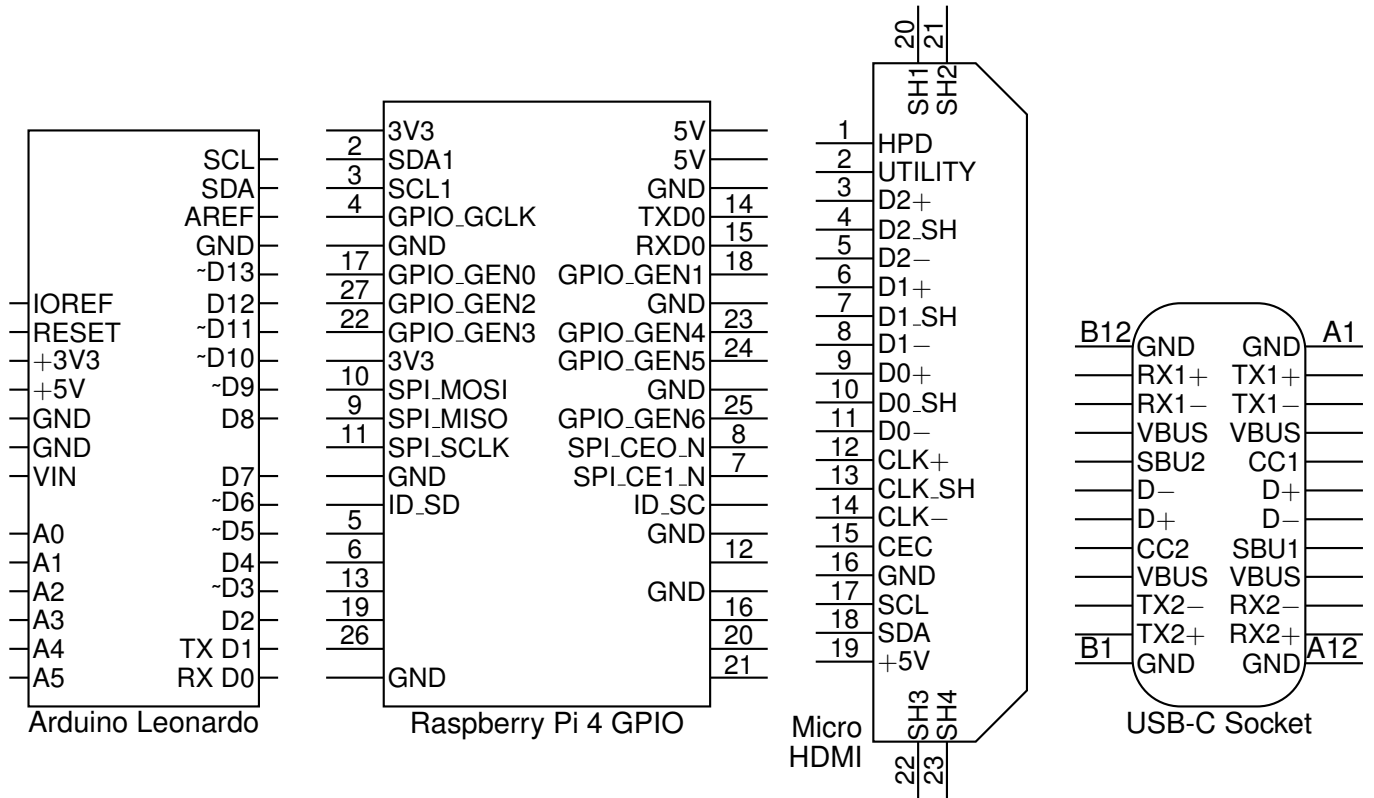 SCL
SDA
AREF
GND
~D13
IOREF D12
RESET ~D11
+3V3 ~D10
+5V ~D9
GND D8
GND
VIN D7
~D6
A0 ~D5
A1 D4
A2 ~D3
A3 D2
A4 TX D1
A5 RX D0
Arduino Leonardo
3V3 5V
2 SDA1 5V
3 SCL1 GND
4 GPIO_GCLK TXD0 14
GND RXD0 15
17 GPIO_GEN0 GPIO_GEN1 18
27 GPIO_GEN2 GND
22 GPIO_GEN3 GPIO_GEN4 23
3V3 GPIO_GEN5 24
10 SPI_MOSI GND
9 SPI_MISO GPIO_GEN6 25
11 SPI_SCLK SPI_CEO_N 8
GND SPI_CE1_N 7
ID_SD ID_SC
5 GND
6 12
13 GND
19 16
26 20
GND 21
Raspberry Pi 4 GPIO
20 21
SH1 SH2
1 HPD
2 UTILITY
3 D2+
4 D2_SH
5 D2−
6 D1+
7 D1_SH
8 D1−
9 D0+
10 D0_SH
11 D0−
12 CLK+
13 CLK_SH
14 CLK−
15 CEC
16 GND
17 SCL
18 SDA
19 +5V
SH3 SH4
22 23
Micro
HDMI
B12 GND GND A1
RX1+ TX1+
RX1− TX1−
VBUS VBUS
SBU2 CC1
D− D+
D+ D−
CC2 SBU1
VBUS VBUS
TX2− RX2−
TX2+ RX2+
B1 GND GND A12
USB-C Socket